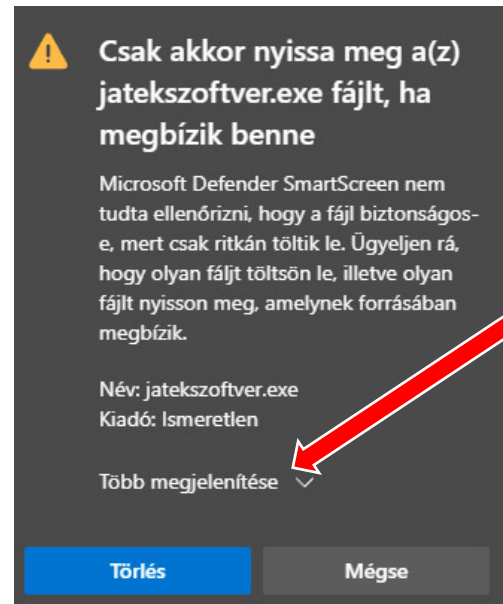 Csak akkor nyissa meg a(z)
jatekszoftver.exe fájlt, ha
megbízik benne
Microsoft Defender SmartScreen nem
tudta ellenőrizni, hogy a fájl biztonságos-
e, mert csak ritkán töltik le. Ügyeljen rá,
hogy olyan fáljt töltsön le, illetve olyan
fájlt nyisson meg, amelynek forrásában
megbízik.
Név: jatekszoftver.exe
Kiadó: Ismeretlen
Több megjelenítése
Törlés
Mégse